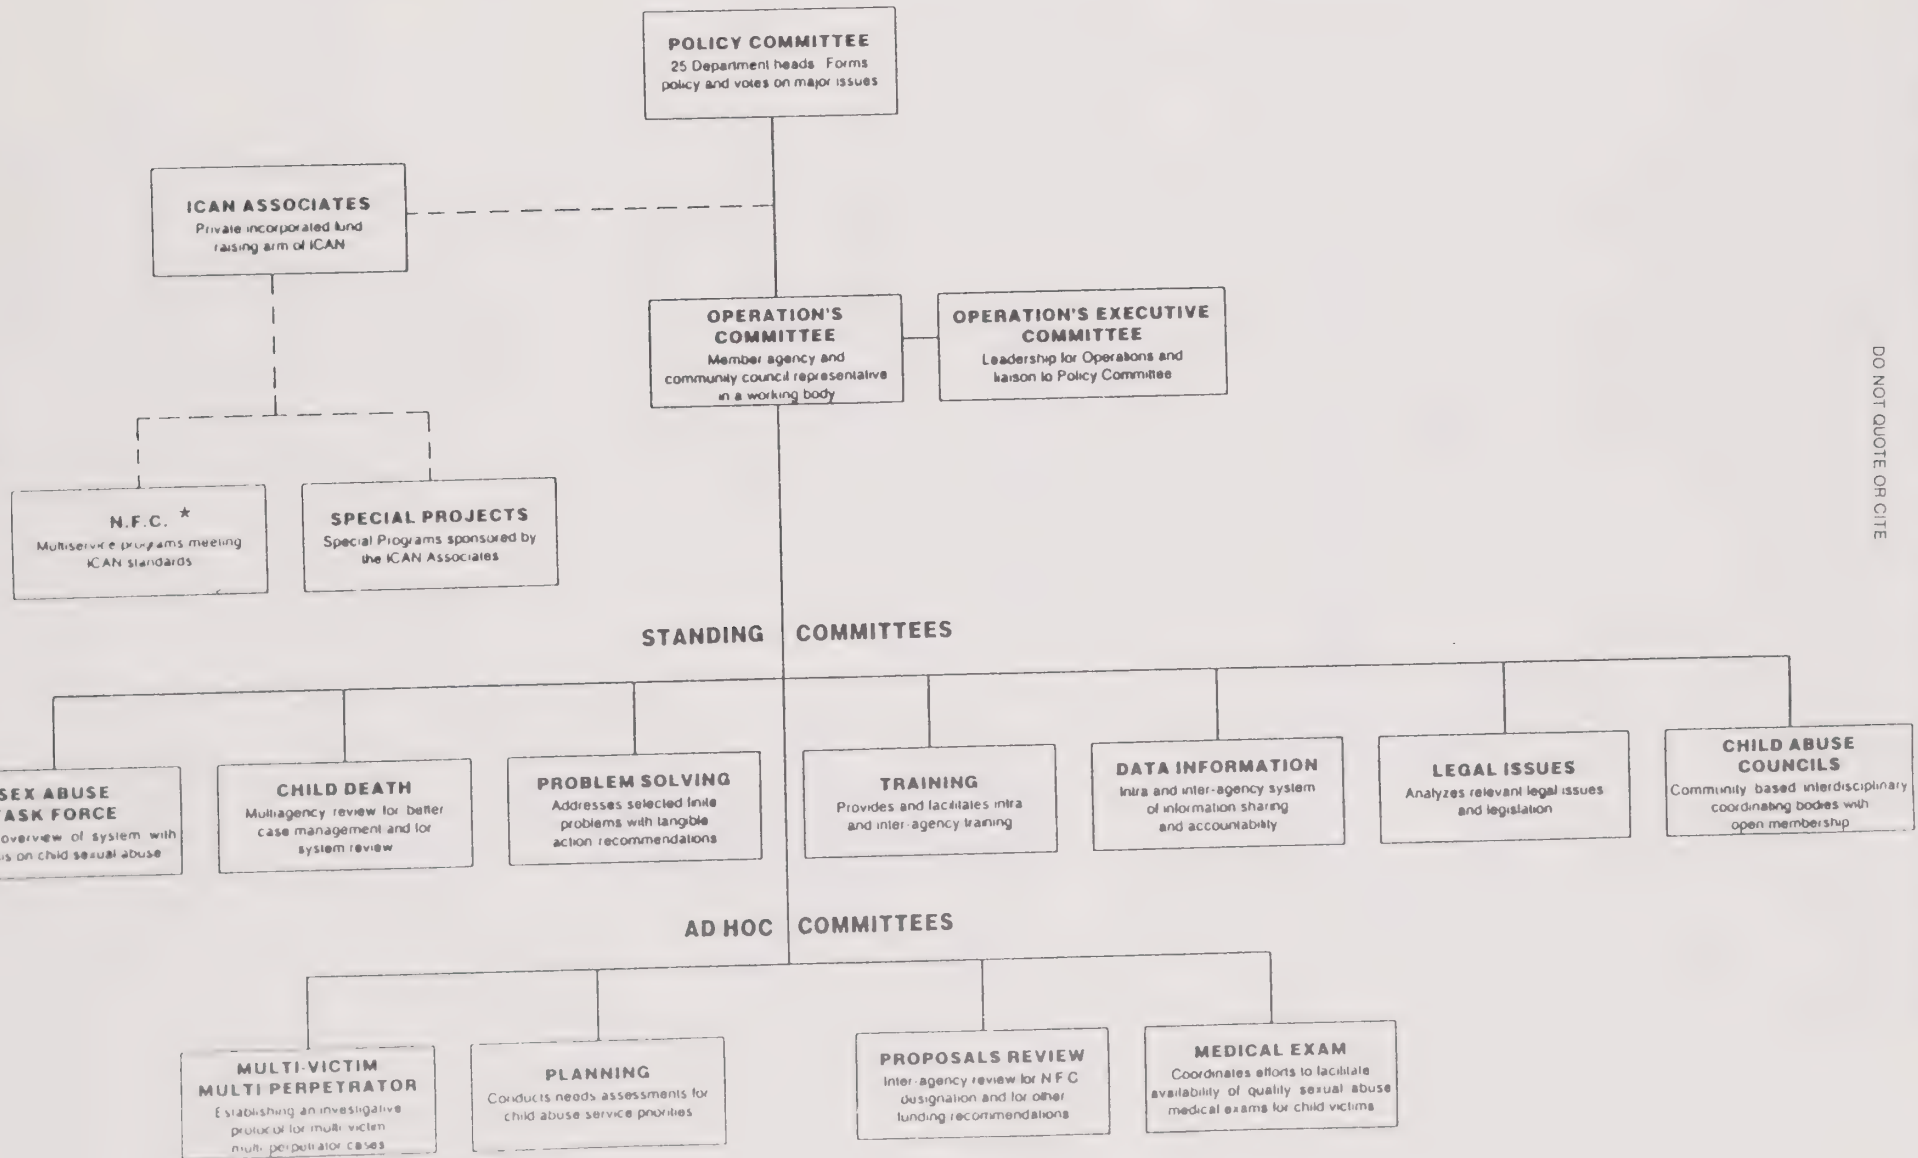 POLICY COMMITTEE
25 Department heads Forms
policy and votes on major issues
ICAN ASSOCIATES
Private incorporated fund
raising arm of ICAN
OPERATION'S
COMMITTEE
Member agency and
community council representative
in a working body
OPERATION'S EXECUTIVE
COMMITTEE
Leadership for Operations and
liaison to Policy Committee
DO NOT QUOTE OR CITE
N.F.C. *
Multiservice programs meeting
ICAN standards
SPECIAL PROJECTS
Special Programs sponsored by
the ICAN Associates
STANDING COMMITTEES
SEX ABUSE
TASK FORCE
overview of system with
is on child sexual abuse
CHILD DEATH
Multiagency review for better
case management and for
system review
PROBLEM SOLVING
Addresses selected finite
problems with tangible
action recommendations
TRAINING
Provides and facilitates intra
and inter-agency training
DATA INFORMATION
Intra and inter-agency system
of information sharing
and accountability
LEGAL ISSUES
Analyzes relevant legal issues
and legislation
CHILD ABUSE
COUNCILS
Community based interdisciplinary
coordinating bodies with
open membership
AD HOC COMMITTEES
MULTI-VICTIM
MULTI PERPETRATOR
Establishing an investigative
protocol for multi victim
multi perpetrator cases
PLANNING
Conducts needs assessments for
child abuse service priorities
PROPOSALS REVIEW
Inter-agency review for N F C
designation and for other
funding recommendations
MEDICAL EXAM
Coordinates efforts to facilitate
availability of quality sexual abuse
medical exams for child victims